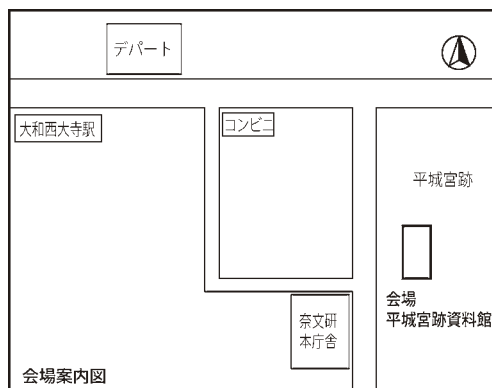 デパート
大和西大寺駅
コンビニ
平城宮跡
会場
平城宮跡資料館
奈文研
本庁舎
会場案内図